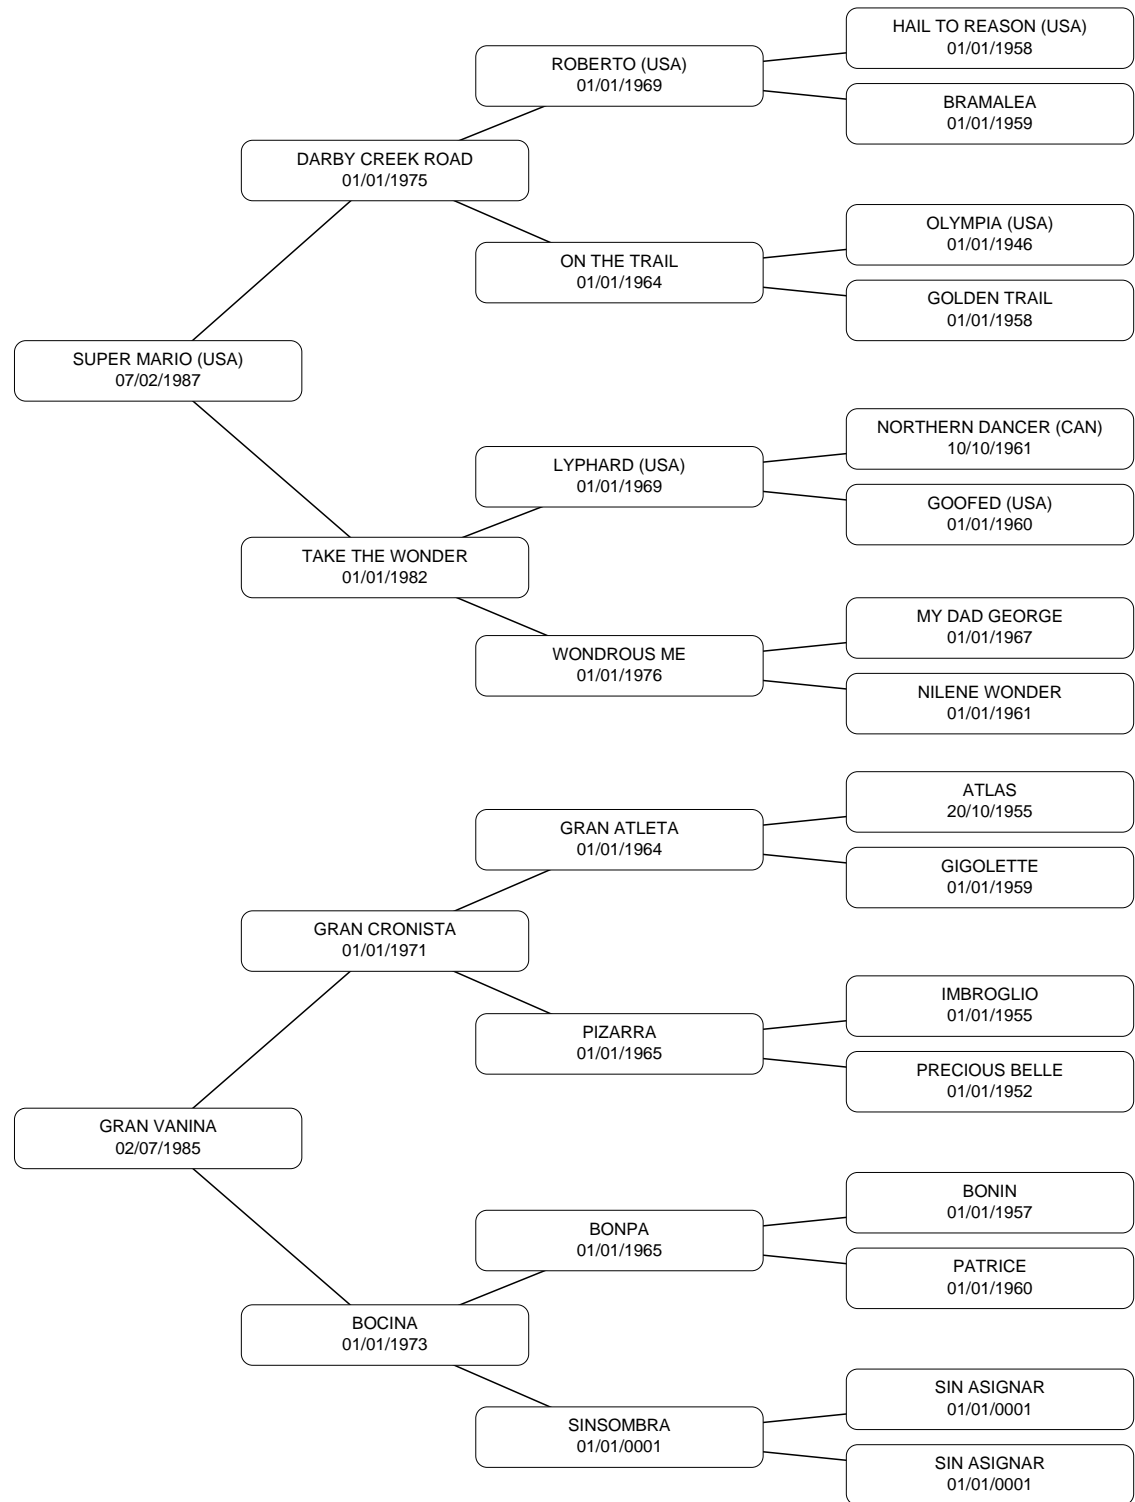 HAIL TO REASON (USA)
01/01/1958
ROBERTO (USA)
01/01/1969
BRAMALEA
01/01/1959
DARBY CREEK ROAD
01/01/1975
OLYMPIA (USA)
01/01/1946
ON THE TRAIL
01/01/1964
GOLDEN TRAIL
01/01/1958
SUPER MARIO (USA)
07/02/1987
NORTHERN DANCER (CAN)
10/10/1961
LYPHARD (USA)
01/01/1969
GOOFED (USA)
01/01/1960
TAKE THE WONDER
01/01/1982
MY DAD GEORGE
01/01/1967
WONDROUS ME
01/01/1976
NILENE WONDER
01/01/1961
ATLAS
20/10/1955
GRAN ATLETA
01/01/1964
GIGOLETTE
01/01/1959
GRAN CRONISTA
01/01/1971
IMBROGLIO
01/01/1955
PIZARRA
01/01/1965
PRECIOUS BELLE
01/01/1952
GRAN VANINA
02/07/1985
BONIN
01/01/1957
BONPA
01/01/1965
PATRICE
01/01/1960
BOCINA
01/01/1973
SIN ASIGNAR
01/01/0001
SINSOMBRA
01/01/0001
SIN ASIGNAR
01/01/0001